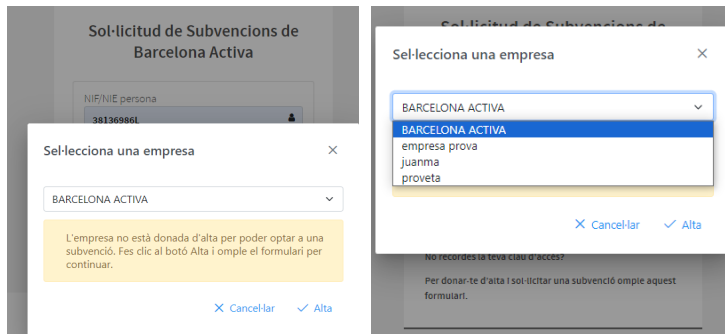 Sol·licitud de Subvencions de
Barcelona Activa
NIF/NIE persona
38136986L
Sel·lecciona una empresa
BARCELONA ACTIVA
L'empresa no està donada d'alta per poder optar a una
subvenció. Fes clic al botó Alta i omple el formulari per
continuar.
Cancel·lar Alta
Sol·licitud de Subvencions de
Sel·lecciona una empresa
BARCELONA ACTIVA
BARCELONA ACTIVA
empresa prova
juanma
proveta
Cancel·lar Alta
No recordes la teva clau d'accés?
Per donar-te d'alta i sol·licitar una subvenció omple aquest
formulari.